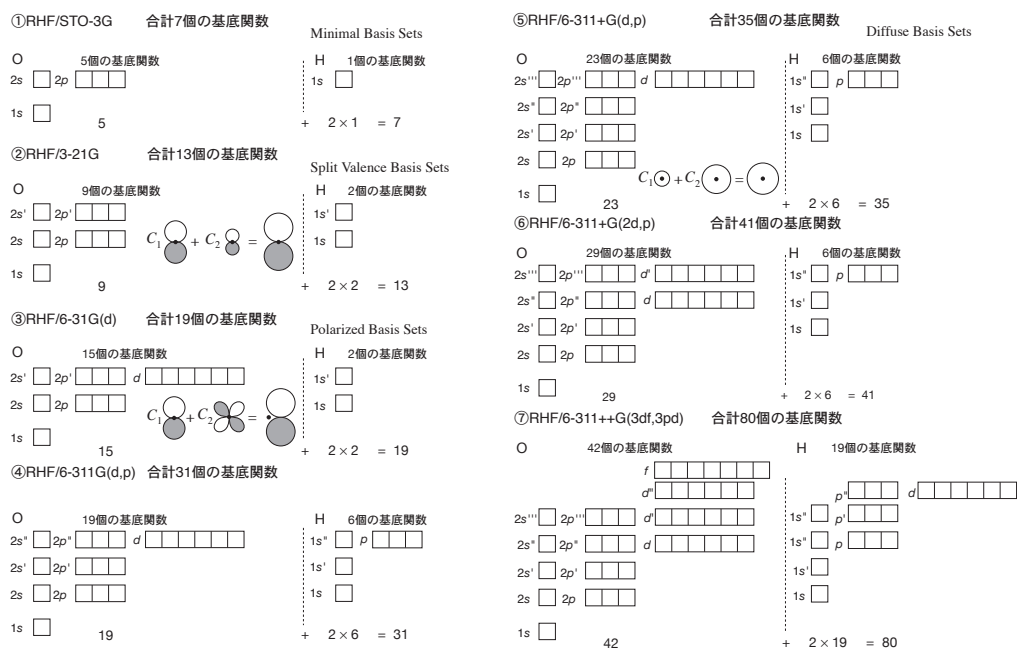 ①RHF/STO-3G 合計7個の基底関数
Minimal Basis Sets
O 5個の基底関数 H 1個の基底関数
2s 2p 1s
1s
5 + 2 × 1 = 7
②RHF/3-21G 合計13個の基底関数
Split Valence Basis Sets
O 9個の基底関数 H 2個の基底関数
2s' 2p' 1s'
2s 2p C1 + C2 = 1s
1s
9 + 2 × 2 = 13
③RHF/6-31G(d) 合計19個の基底関数
Polarized Basis Sets
O 15個の基底関数 H 2個の基底関数
2s' 2p' d 1s'
2s 2p C1 + C2 = 1s
1s
15 + 2 × 2 = 19
④RHF/6-311G(d,p) 合計31個の基底関数
O 19個の基底関数 H 6個の基底関数
2s" 2p" d 1s" p
2s' 2p' 1s'
2s 2p 1s
1s
19 + 2 × 6 = 31
⑤RHF/6-311+G(d,p) 合計35個の基底関数
Diffuse Basis Sets
O 23個の基底関数 H 6個の基底関数
2s''' 2p''' d 1s" p
2s" 2p" 1s'
2s' 2p' 1s
2s 2p
C1 + C2 =
1s
23 + 2 × 6 = 35
⑥RHF/6-311+G(2d,p) 合計41個の基底関数
O 29個の基底関数 H 6個の基底関数
2s''' 2p''' d' 1s" p
2s" 2p" d 1s'
2s' 2p' 1s
2s 2p
1s
29 + 2 × 6 = 41
⑦RHF/6-311++G(3df,3pd) 合計80個の基底関数
O 42個の基底関数 H 19個の基底関数
f
d" p" d
2s''' 2p''' d' 1s" p'
2s" 2p" d 1s" p
2s' 2p' 1s'
2s 2p 1s
1s
42 + 2 × 19 = 80